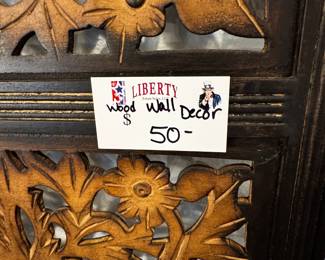 LIBERTY
Wood Wall Decor
$ 50-